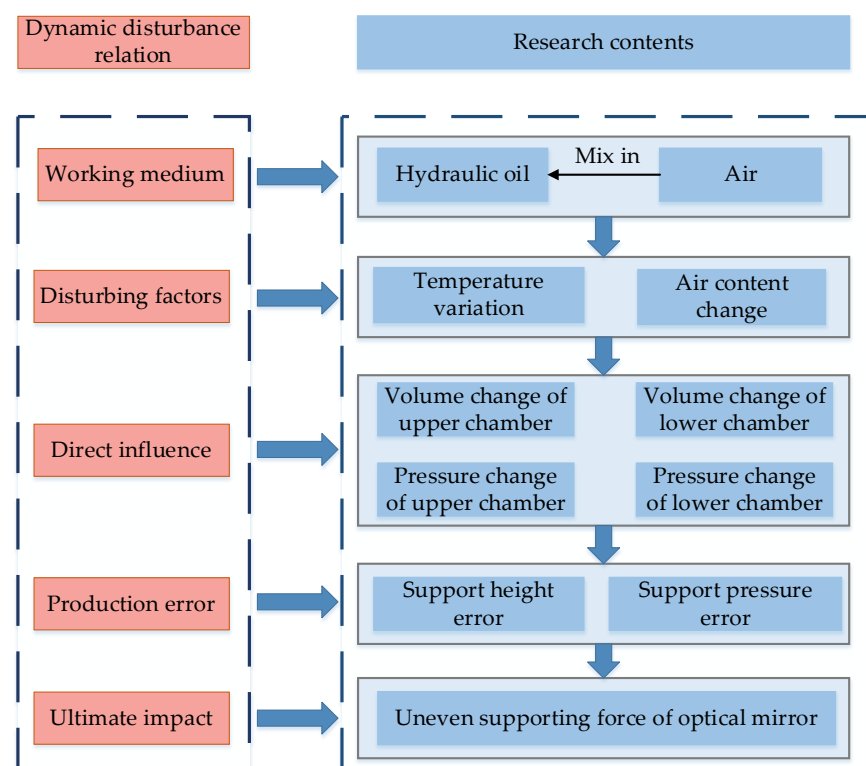 Dynamic disturbance
relation
Research contents
Working medium
Hydraulic oil
Mix in
Air
Disturbing factors
Temperature
variation
Air content
change
Direct influence
Volume change of
upper chamber
Volume change of
lower chamber
Pressure change
of upper chamber
Pressure change
of lower chamber
Production error
Support height
error
Support pressure
error
Ultimate impact
Uneven supporting force of optical mirror